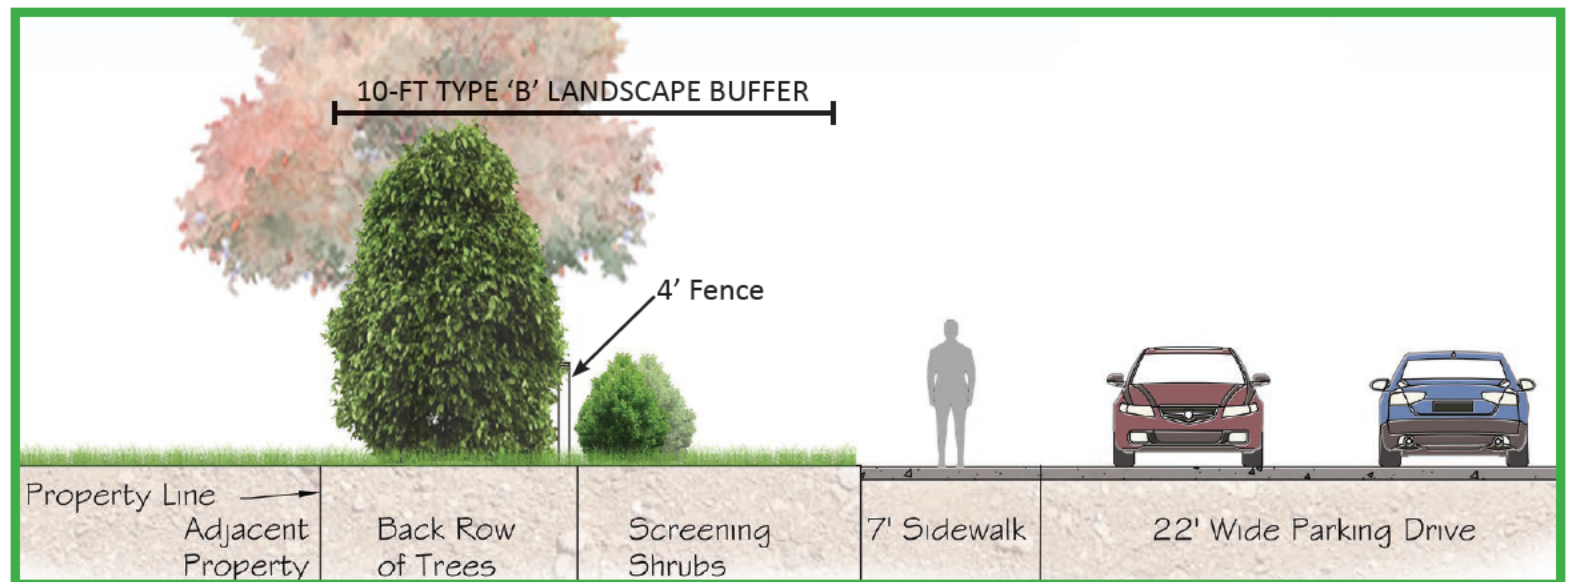 10-FT TYPE ‘B’ LANDSCAPE BUFFER
4’ Fence
Property Line
Adjacent
Property
Back Row
of Trees
Screening
Shrubs
7' Sidewalk
22' Wide Parking Drive